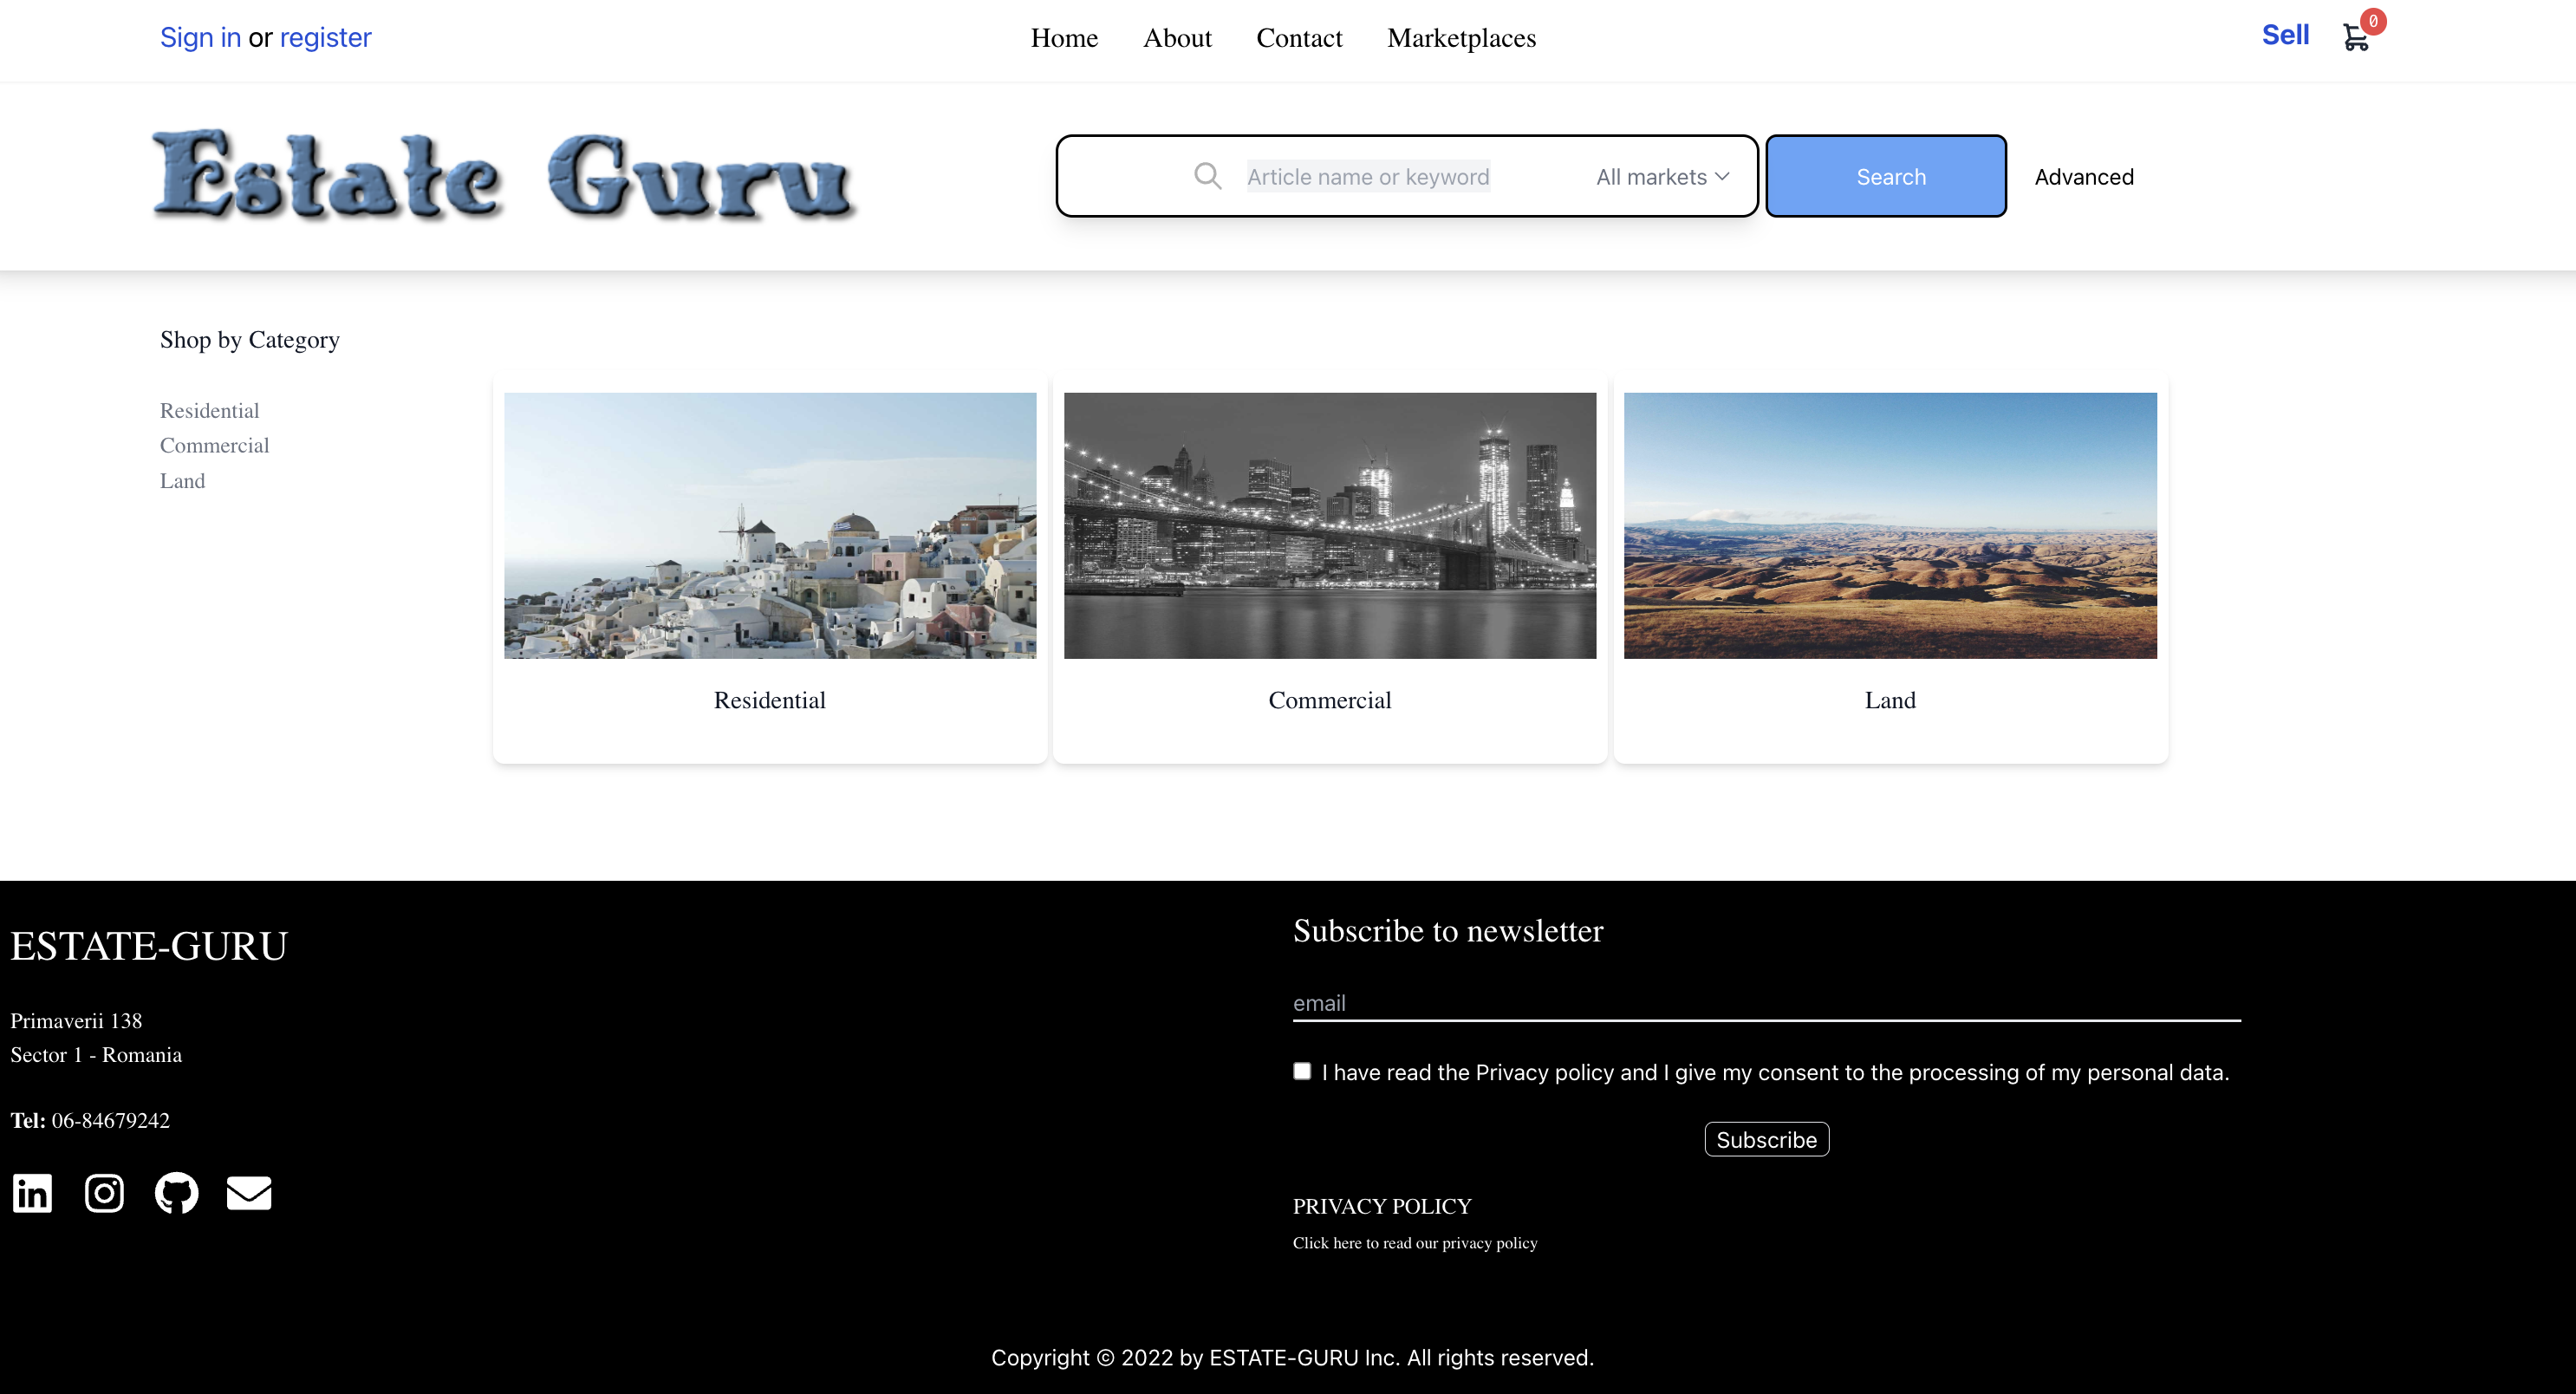 Sign in or register
Home About Contact Marketplaces
Sell 0
Estate Guru
Article name or keyword All markets Search Advanced
Shop by Category
Residential
Commercial
Land
Residential Commercial Land
ESTATE-GURU
Primaverii 138
Sector 1 - Romania
Tel: 06-84679242
in
Subscribe to newsletter
email
I have read the Privacy policy and I give my consent to the processing of my personal data.
Subscribe
PRIVACY POLICY
Click here to read our privacy policy
Copyright © 2022 by ESTATE-GURU Inc. All rights reserved.